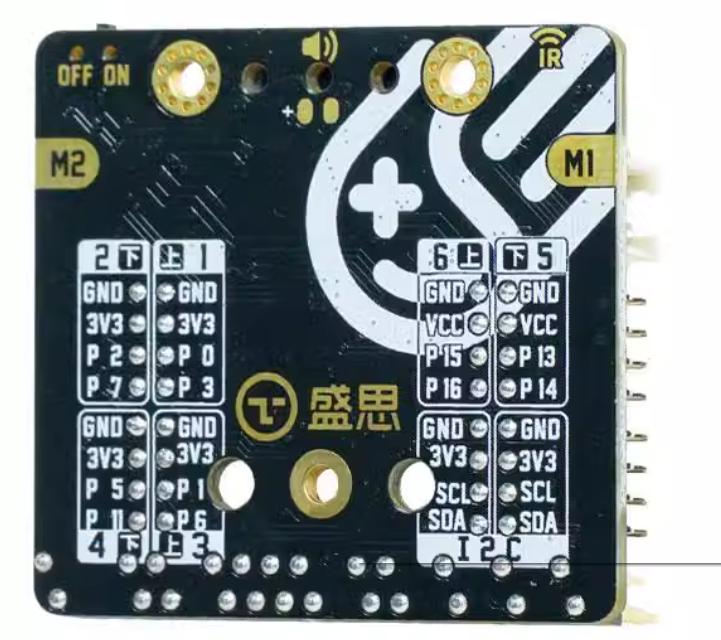 OFF ON
IR
+
M2
M1
2 下 上 1
GND GND
3V3 3V3
P 2 P 0
P 7 P 3
GND GND
3V3 3V3
P 5 P 1
P 11 P 6
4 下 上 3
6 上 下 5
GND GND
VCC VCC
P15 P 13
P16 P 14
GND GND
3V3 3V3
SCL SCL
SDA SDA
I2C
盛思